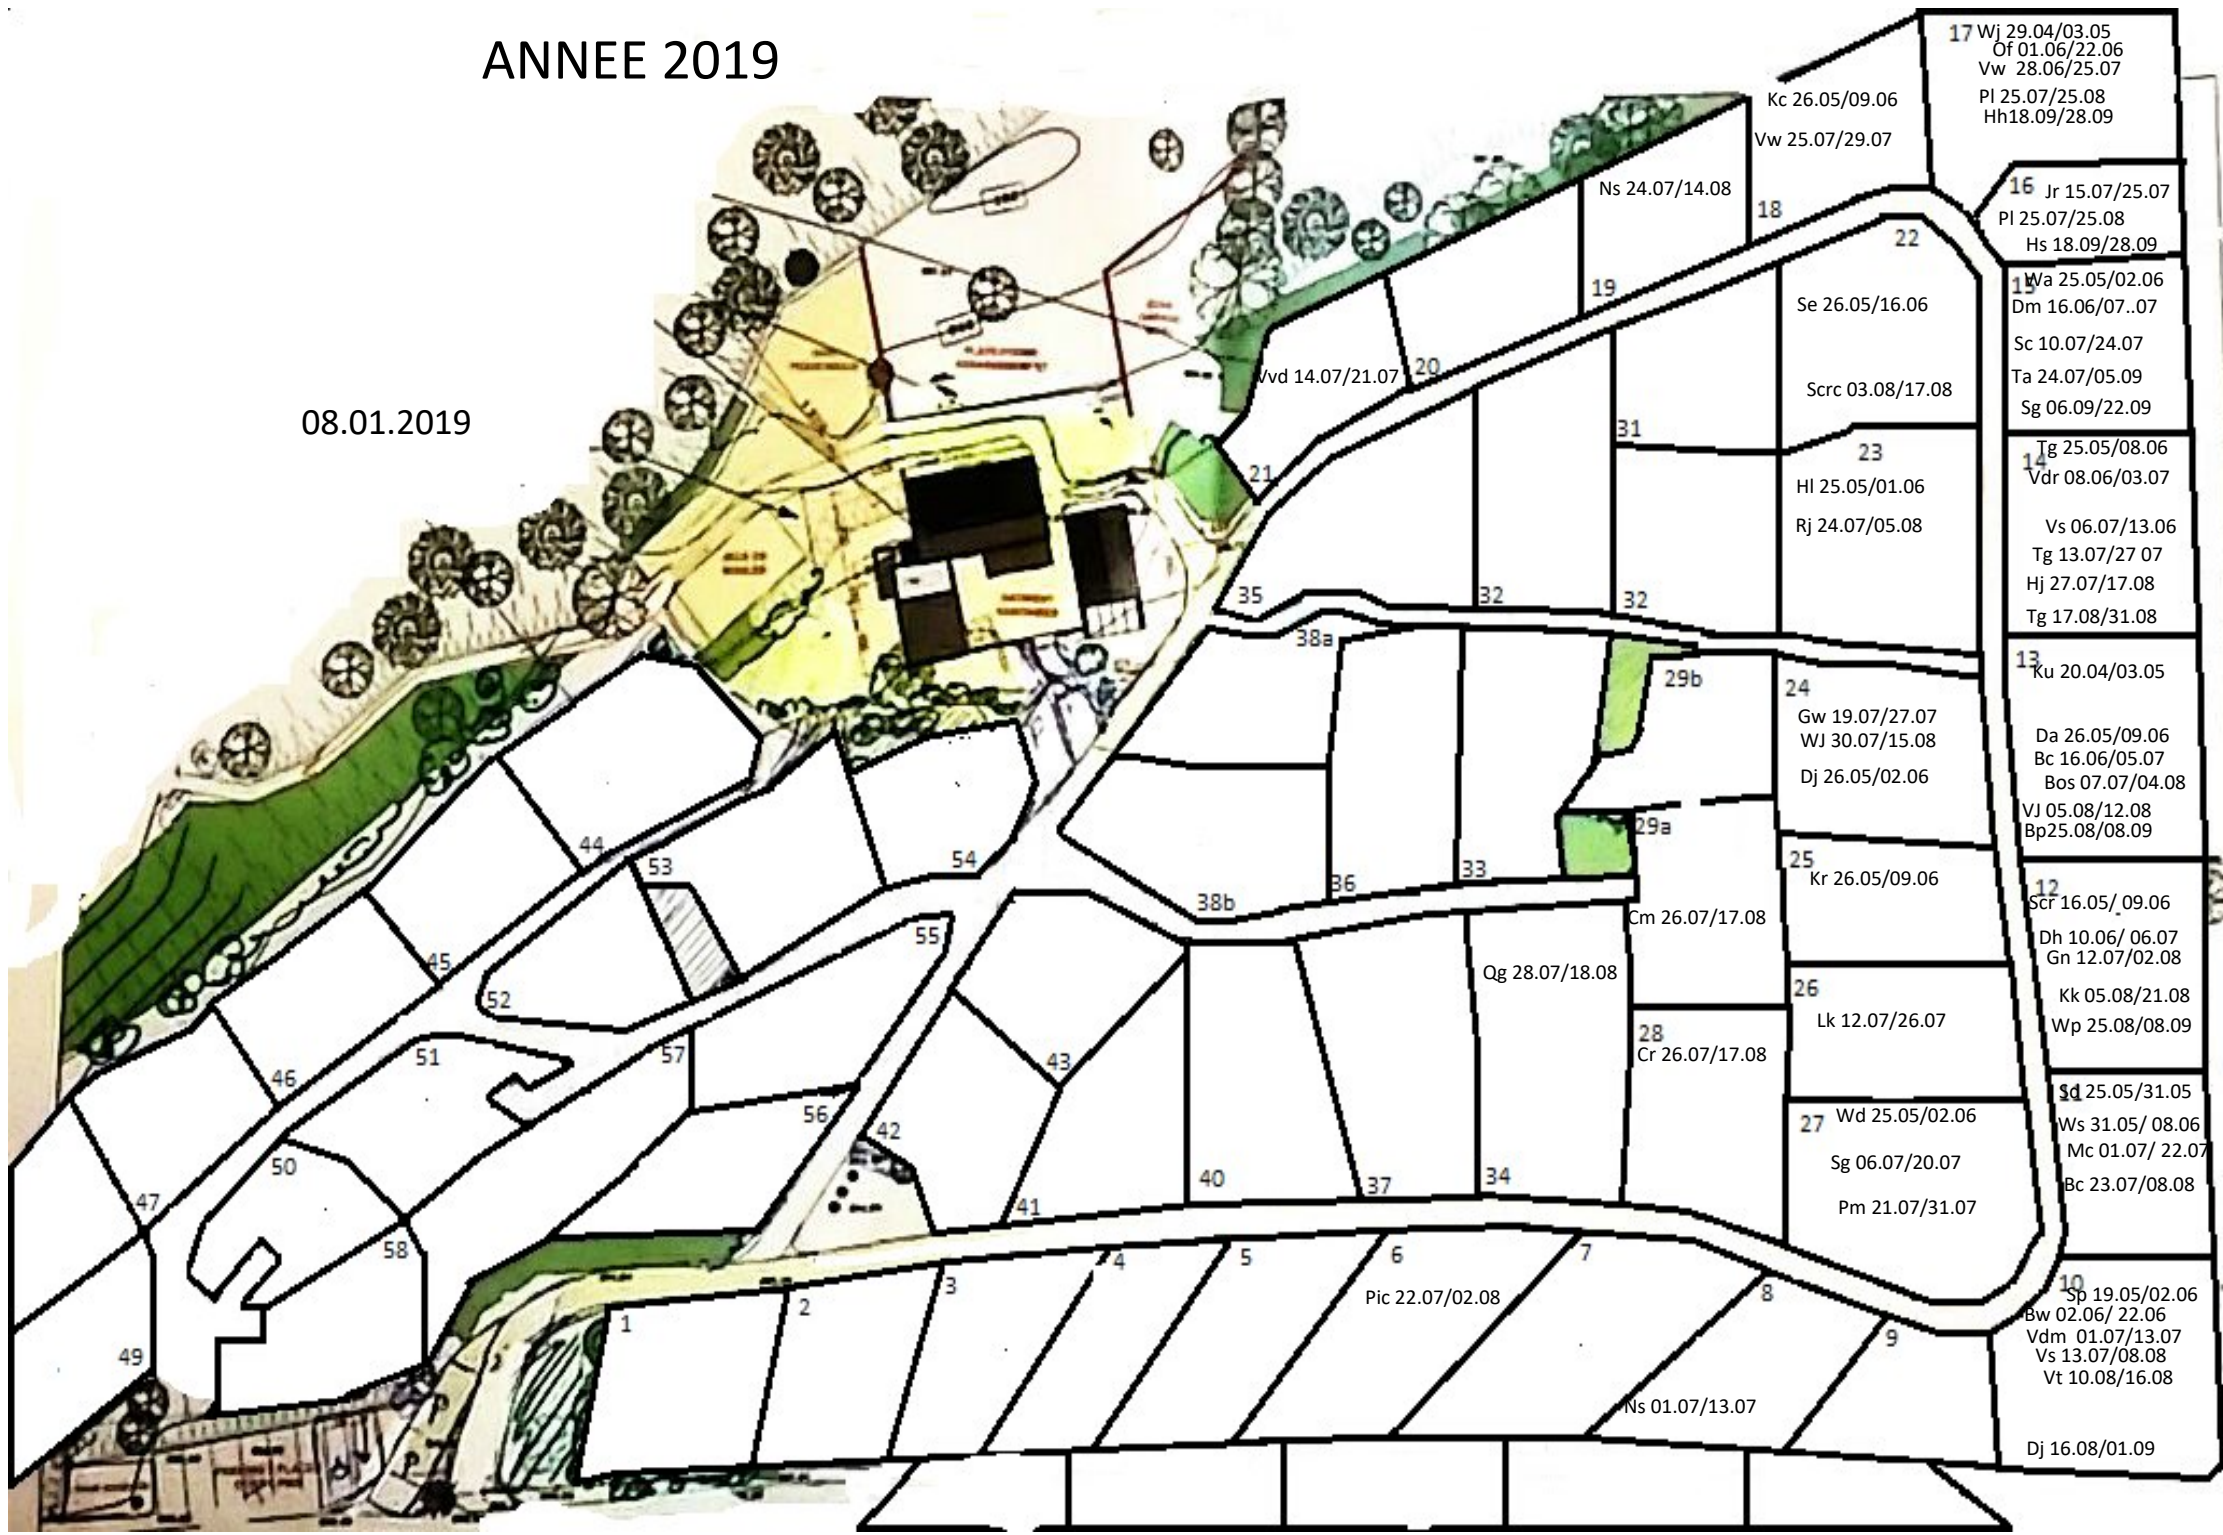 ANNEE 2019
08.01.2019
17 Wj 29.04/03.05
Of 01.06/22.06
Vw 28.06/25.07
Pl 25.07/25.08
Hh18.09/28.09
Kc 26.05/09.06
Vw 25.07/29.07
18
16
Jr 15.07/25.07
Pl 25.07/25.08
Hs 18.09/28.09
Ns 24.07/14.08
19
22
15
Wa 25.05/02.06
Dm 16.06/07..07
Sc 10.07/24.07
Ta 24.07/05.09
Sg 06.09/22.09
Se 26.05/16.06
Scrc 03.08/17.08
Vvd 14.07/21.07
20
21
31
23
Hl 25.05/01.06
Rj 24.07/05.08
14
Tg 25.05/08.06
Vdr 08.06/03.07
Vs 06.07/13.06
Tg 13.07/27 07
Hj 27.07/17.08
Tg 17.08/31.08
35
32
32
38a
29b
24
Gw 19.07/27.07
WJ 30.07/15.08
Dj 26.05/02.06
13
Ku 20.04/03.05
Da 26.05/09.06
Bc 16.06/05.07
Bos 07.07/04.08
VJ 05.08/12.08
Bp25.08/08.09
29a
25
Kr 26.05/09.06
12
Scr 16.05/ 09.06
Dh 10.06/ 06.07
Gn 12.07/02.08
Kk 05.08/21.08
Wp 25.08/08.09
44
53
54
38b
36
33
Cm 26.07/17.08
Qg 28.07/18.08
55
45
52
26
Lk 12.07/26.07
28
Cr 26.07/17.08
51
57
43
46
56
42
11
Sd 25.05/31.05
Ws 31.05/ 08.06
Mc 01.07/ 22.07
Bc 23.07/08.08
27
Wd 25.05/02.06
Sg 06.07/20.07
Pm 21.07/31.07
50
47
41
40
37
34
58
49
1
2
3
4
5
6
7
8
9
Pic 22.07/02.08
Ns 01.07/13.07
10
Sp 19.05/02.06
Bw 02.06/ 22.06
Vdm 01.07/13.07
Vs 13.07/08.08
Vt 10.08/16.08
Dj 16.08/01.09